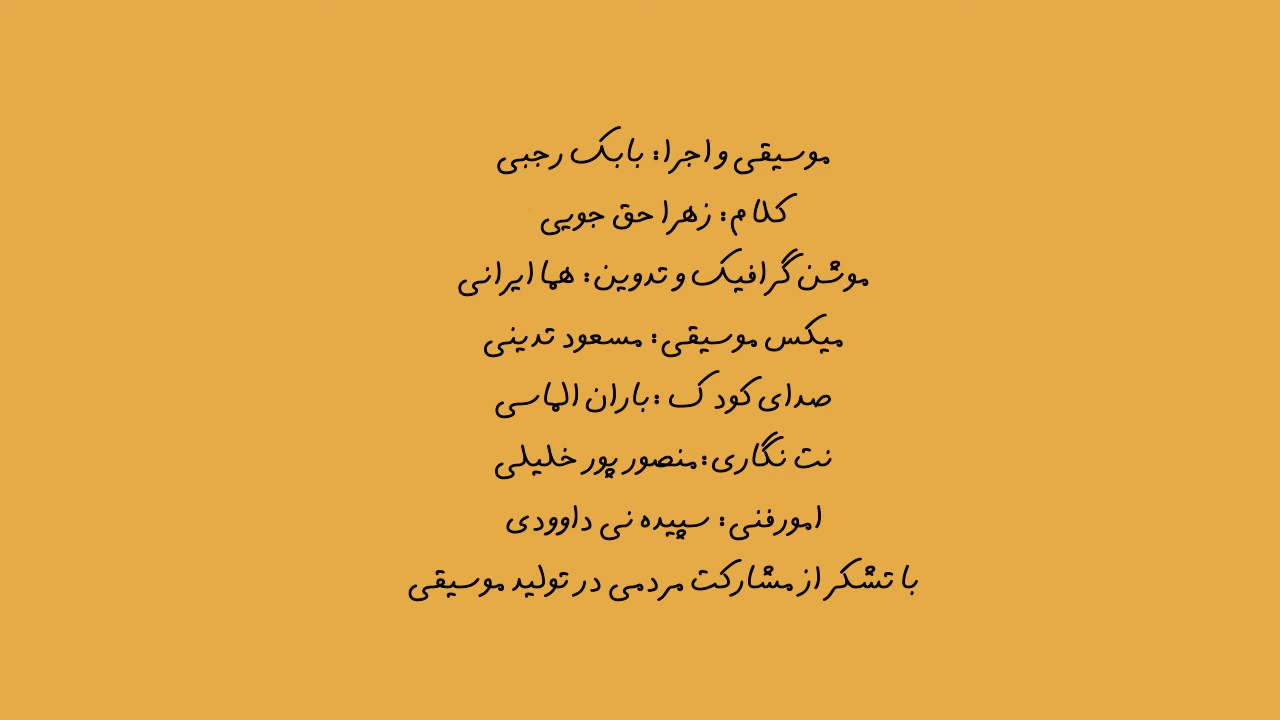 موسیقی و اجرا: بابک رجبی
کلام: زهرا حق جویی
موشن گرافیک و تدوین: هما ایرانی
میکس موسیقی: مسعود تدینی
صدای کودک: باران الماسی
نت نگاری:منصور پور خلیلی
امورفنی: سپیده نی داوودی
با تشکر از مشارکت مردمی در تولید موسیقی